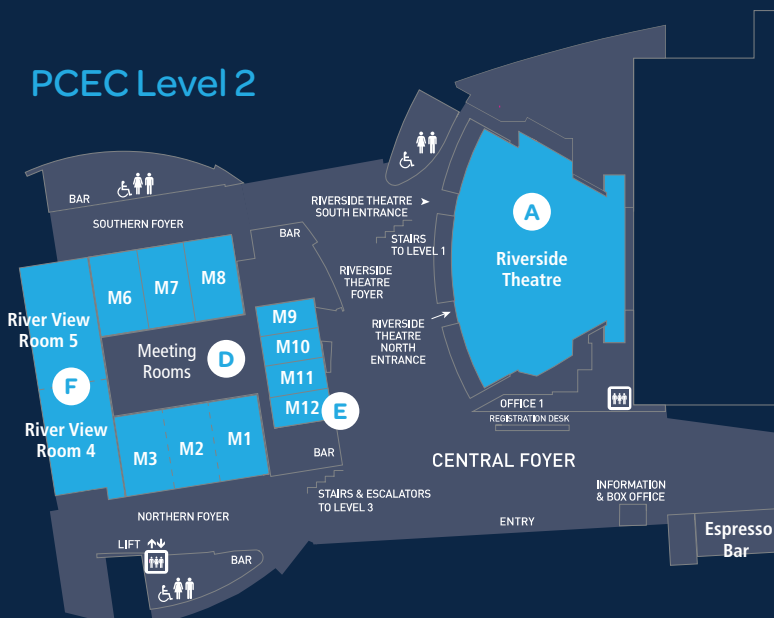 PCEC Level 2
BAR
SOUTHERN FOYER
RIVERSIDE THEATRE
SOUTH ENTRANCE
STAIRS
TO LEVEL 1
BAR
RIVERSIDE
THEATRE
FOYER
A
Riverside
Theatre
M6
M7
M8
River View
Room 5
Meeting
Rooms
D
M9
M10
M11
M12
E
RIVERSIDE
THEATRE
NORTH
ENTRANCE
F
River View
Room 4
M3
M2
M1
BAR
OFFICE 1
REGISTRATION DESK
CENTRAL FOYER
STAIRS & ESCALATORS
TO LEVEL 3
INFORMATION
& BOX OFFICE
NORTHERN FOYER
ENTRY
Espresso
Bar
LIFT
BAR